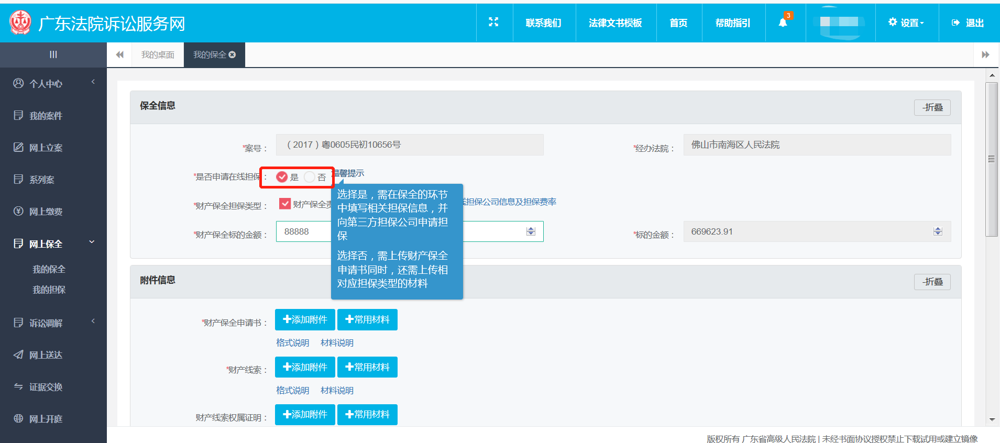 广东法院诉讼服务网
联系我们
法律文书模板
首页
帮助指引
3
设置
退出
我的桌面
我的保全
个人中心
我的案件
网上立案
系列案
网上缴费
网上保全
我的保全
我的担保
诉讼调解
网上送达
证据交换
网上开庭
保全信息
-折叠
*案号：
（2017）粤0605民初10656号
*经办法院：
佛山市南海区人民法院
*是否申请在线担保：
是
否
温馨提示
*财产保全担保类型：
财产保全责
担保公司信息及担保费率
*财产保全标的金额：
88888
*标的金额：
669623.91
选择是，需在保全的环节
中填写相关担保信息，并
向第三方担保公司申请担
保
选择否，需上传财产保全
申请书同时，还需上传相
对应担保类型的材料
附件信息
-折叠
*财产保全申请书：
添加附件
常用材料
格式说明 材料说明
*财产线索：
添加附件
常用材料
格式说明 材料说明
财产线索权属证明：
添加附件
常用材料
版权所有 广东省高级人民法院 | 未经书面协议授权禁止下载试用或建立镜像